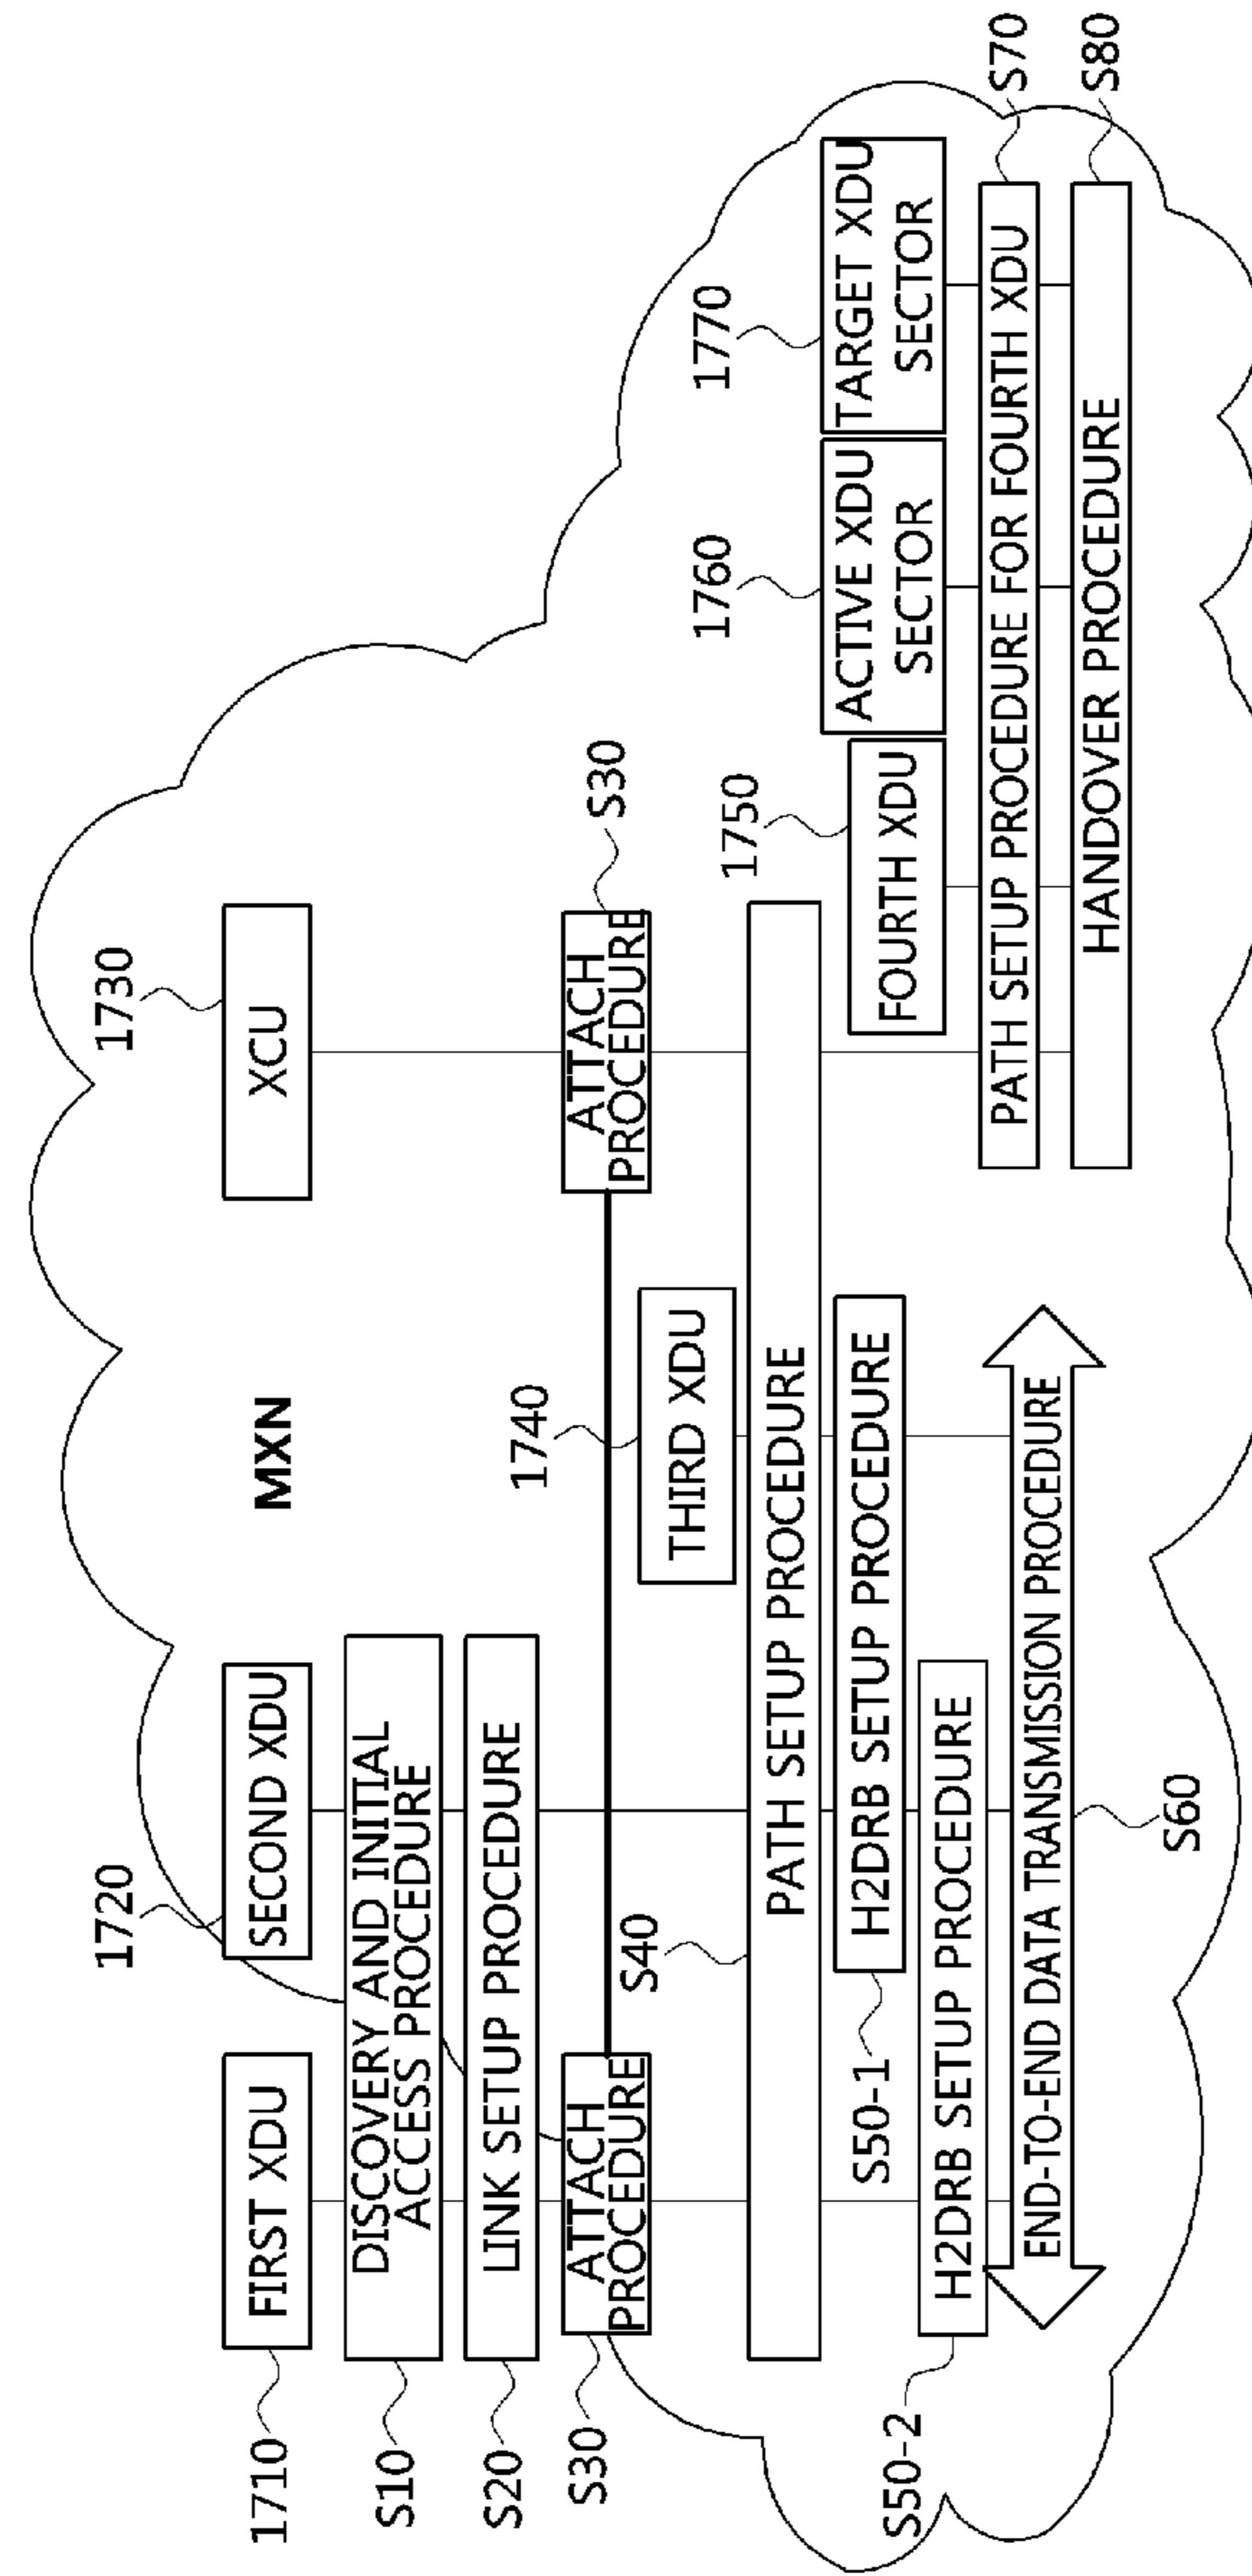 MXN
1710
FIRST XDU
1720
SECOND XDU
1730
XCU
S10
DISCOVERY AND INITIAL
ACCESS PROCEDURE
S20
LINK SETUP PROCEDURE
S30
ATTACH
PROCEDURE
S30
ATTACH
PROCEDURE
1740
THIRD XDU
S40
PATH SETUP PROCEDURE
S50-1
H2DRB SETUP PROCEDURE
S50-2
H2DRB SETUP PROCEDURE
END-TO-END DATA TRANSMISSION PROCEDURE
S60
1750
FOURTH XDU
1760
ACTIVE XDU
SECTOR
1770
TARGET XDU
SECTOR
PATH SETUP PROCEDURE FOR FOURTH XDU
S70
HANDOVER PROCEDURE
S80